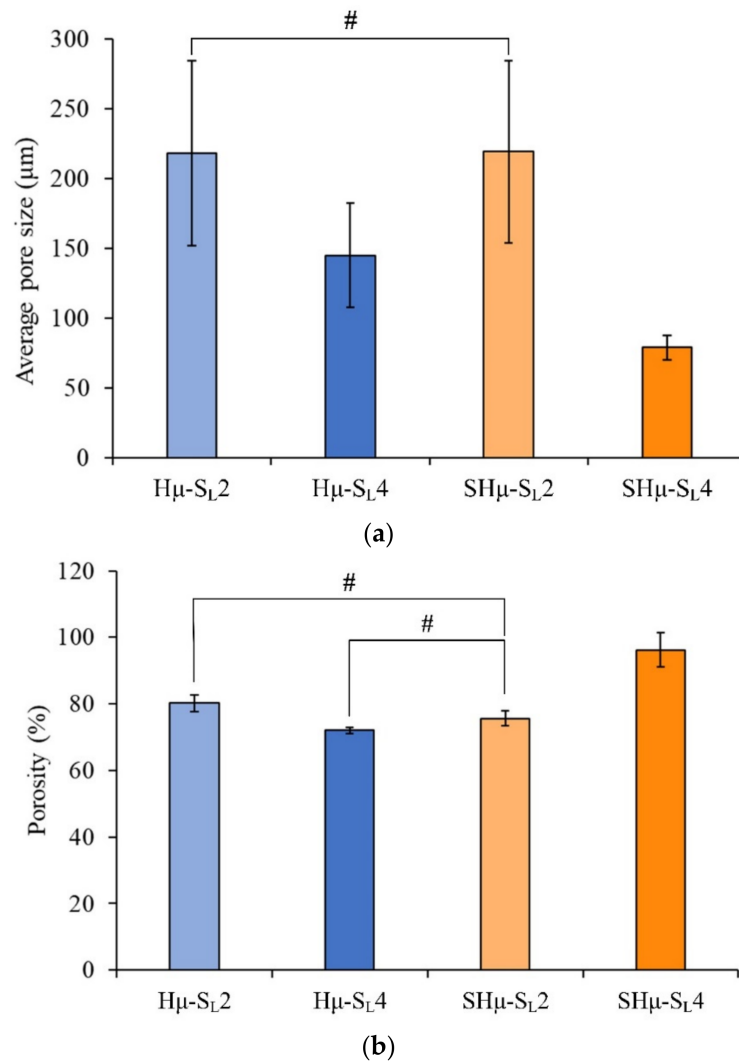 #
300
250
200
150
100
50
0
Average pore size (μm)
Hμ-SL2 Hμ-SL4 SHμ-SL2 SHμ-SL4
(a)
120
100
80
60
40
20
0
Porosity (%)
#
#
Hμ-SL2 Hμ-SL4 SHμ-SL2 SHμ-SL4
(b)